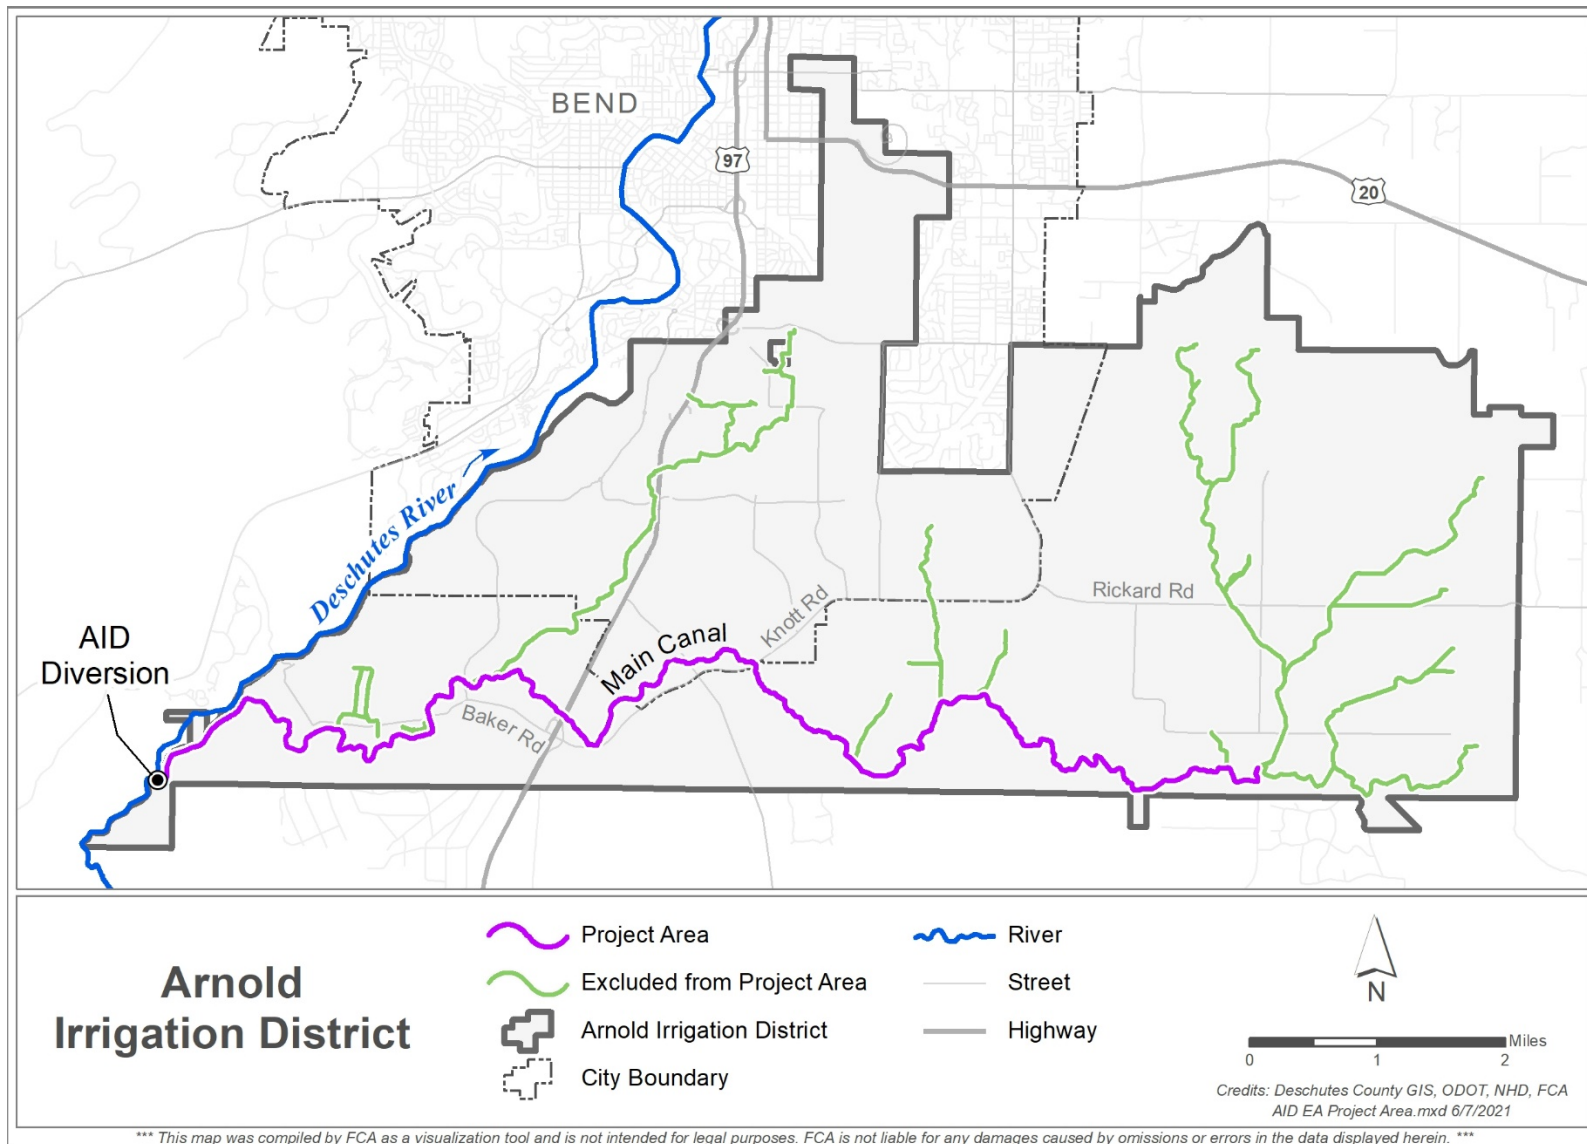 BEND
97
20
Deschutes River
Rickard Rd
Knott Rd
Main Canal
AID
Diversion
Baker Rd
Arnold
Irrigation District
Project Area
Excluded from Project Area
Arnold Irrigation District
City Boundary
River
Street
Highway
N
Miles
0 1 2
Credits: Deschutes County GIS, ODOT, NHD, FCA
AID EA Project Area.mxd 6/7/2021
*** This map was compiled by FCA as a visualization tool and is not intended for legal purposes. FCA is not liable for any damages caused by omissions or errors in the data displayed herein. ***